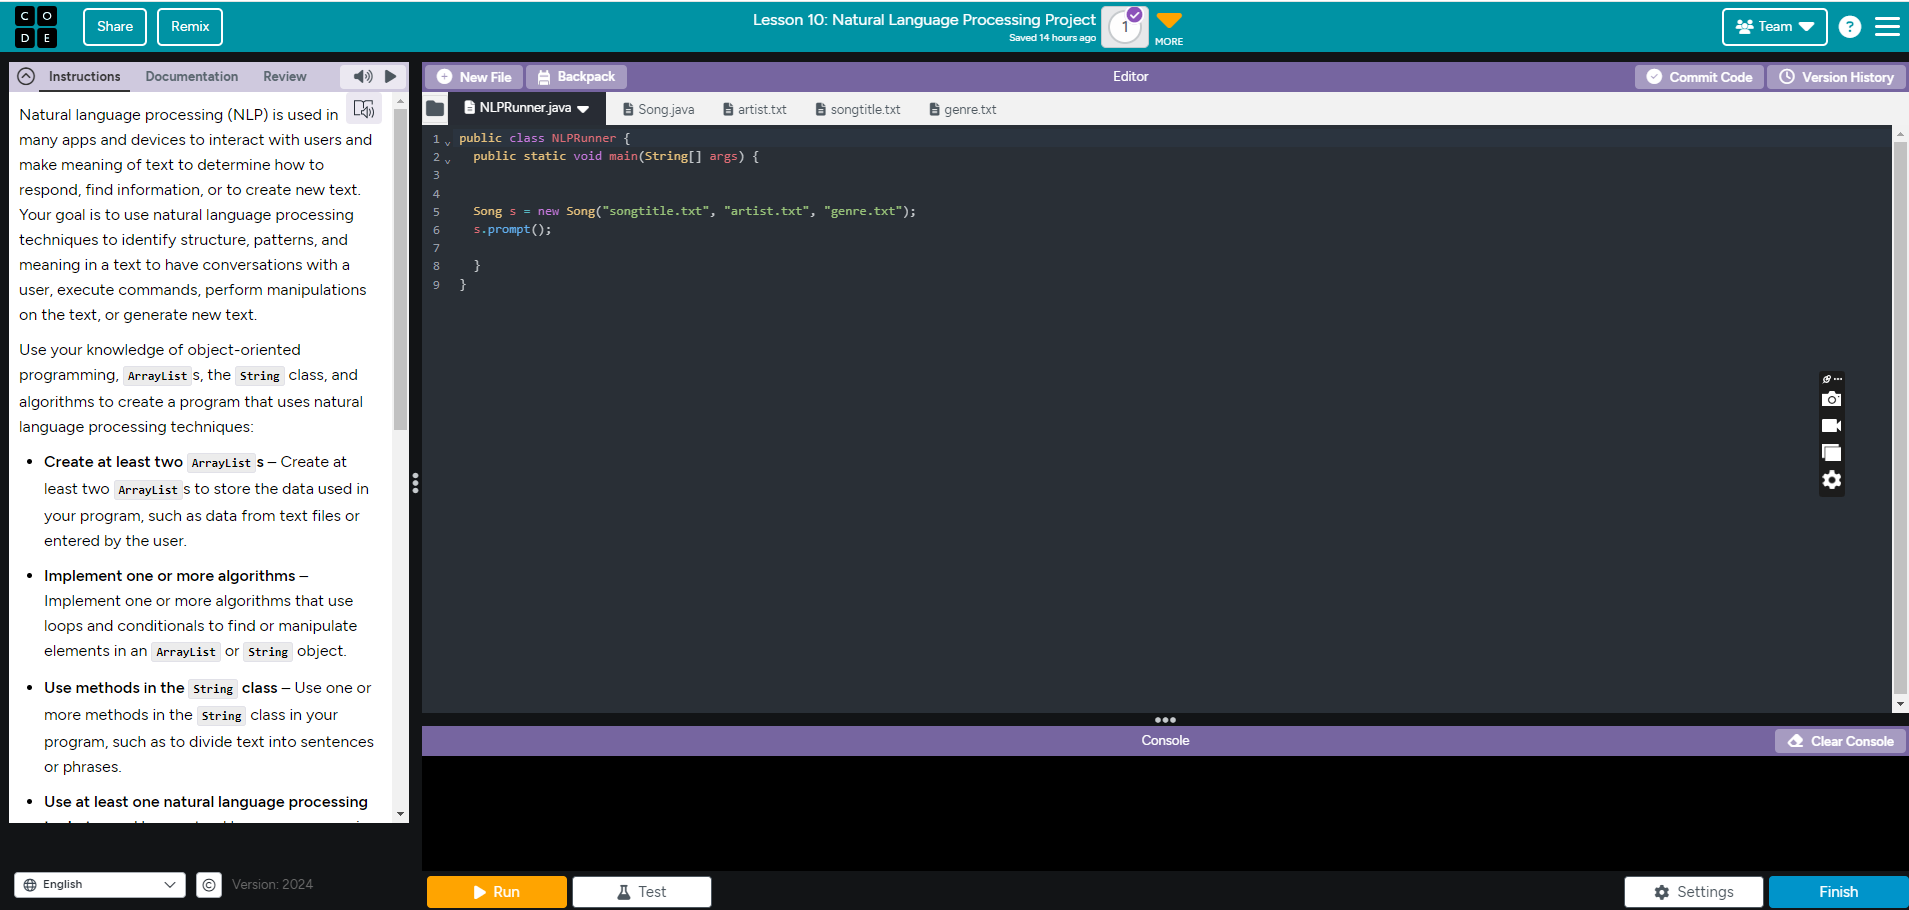 CODE
Share
Remix
Lesson 10: Natural Language Processing Project
Saved 14 hours ago
1
MORE
Team
?
Instructions
Documentation
Review
Natural language processing (NLP) is used in
many apps and devices to interact with users and
make meaning of text to determine how to
respond, find information, or to create new text.
Your goal is to use natural language processing
techniques to identify structure, patterns, and
meaning in a text to have conversations with a
user, execute commands, perform manipulations
on the text, or generate new text.
Use your knowledge of object-oriented
programming, ArrayList s, the String class, and
algorithms to create a program that uses natural
language processing techniques:
• Create at least two ArrayList s – Create at
least two ArrayList s to store the data used in
your program, such as data from text files or
entered by the user.
• Implement one or more algorithms –
Implement one or more algorithms that use
loops and conditionals to find or manipulate
elements in an ArrayList or String object.
• Use methods in the String class – Use one or
more methods in the String class in your
program, such as to divide text into sentences
or phrases.
• Use at least one natural language processing
English
©
Version: 2024
New File
Backpack
Editor
Commit Code
Version History
NLPRunner.java
Song.java
artist.txt
songtitle.txt
genre.txt
1 public class NLPRunner {
2 public static void main(String[] args) {
3
4
5 Song s = new Song("songtitle.txt", "artist.txt", "genre.txt");
6 s.prompt();
7
8 }
9 }
Console
Clear Console
Run
Test
Settings
Finish